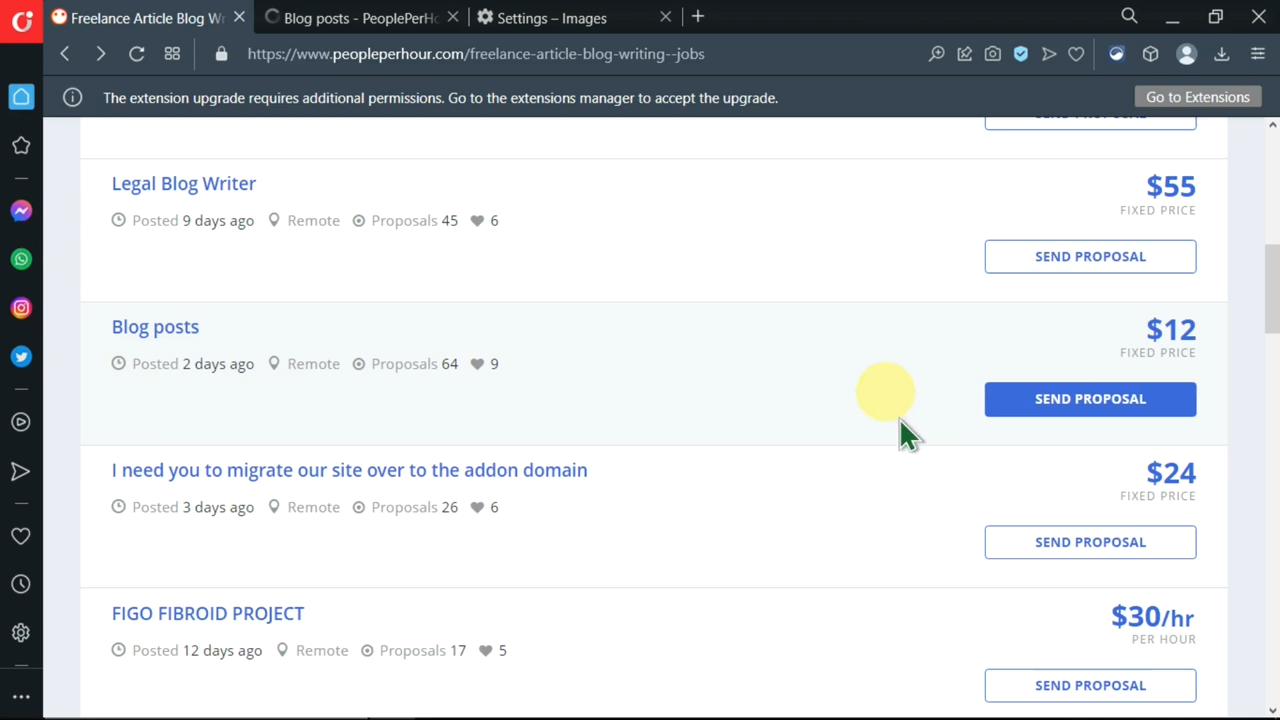 Freelance Article Blog Wr
Blog posts - PeoplePerHo
Settings – Images
https://www.peopleperhour.com/freelance-article-blog-writing--jobs
The extension upgrade requires additional permissions. Go to the extensions manager to accept the upgrade.
Go to Extensions
SEND PROPOSAL
Legal Blog Writer
$55
Posted 9 days ago Remote Proposals 45 6
FIXED PRICE
SEND PROPOSAL
Blog posts
$12
Posted 2 days ago Remote Proposals 64 9
FIXED PRICE
SEND PROPOSAL
I need you to migrate our site over to the addon domain
$24
Posted 3 days ago Remote Proposals 26 6
FIXED PRICE
SEND PROPOSAL
FIGO FIBROID PROJECT
$30/hr
Posted 12 days ago Remote Proposals 17 5
PER HOUR
SEND PROPOSAL